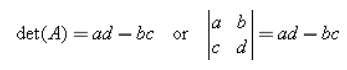 det(A) = ad − bc or |a b; c d| = ad − bc